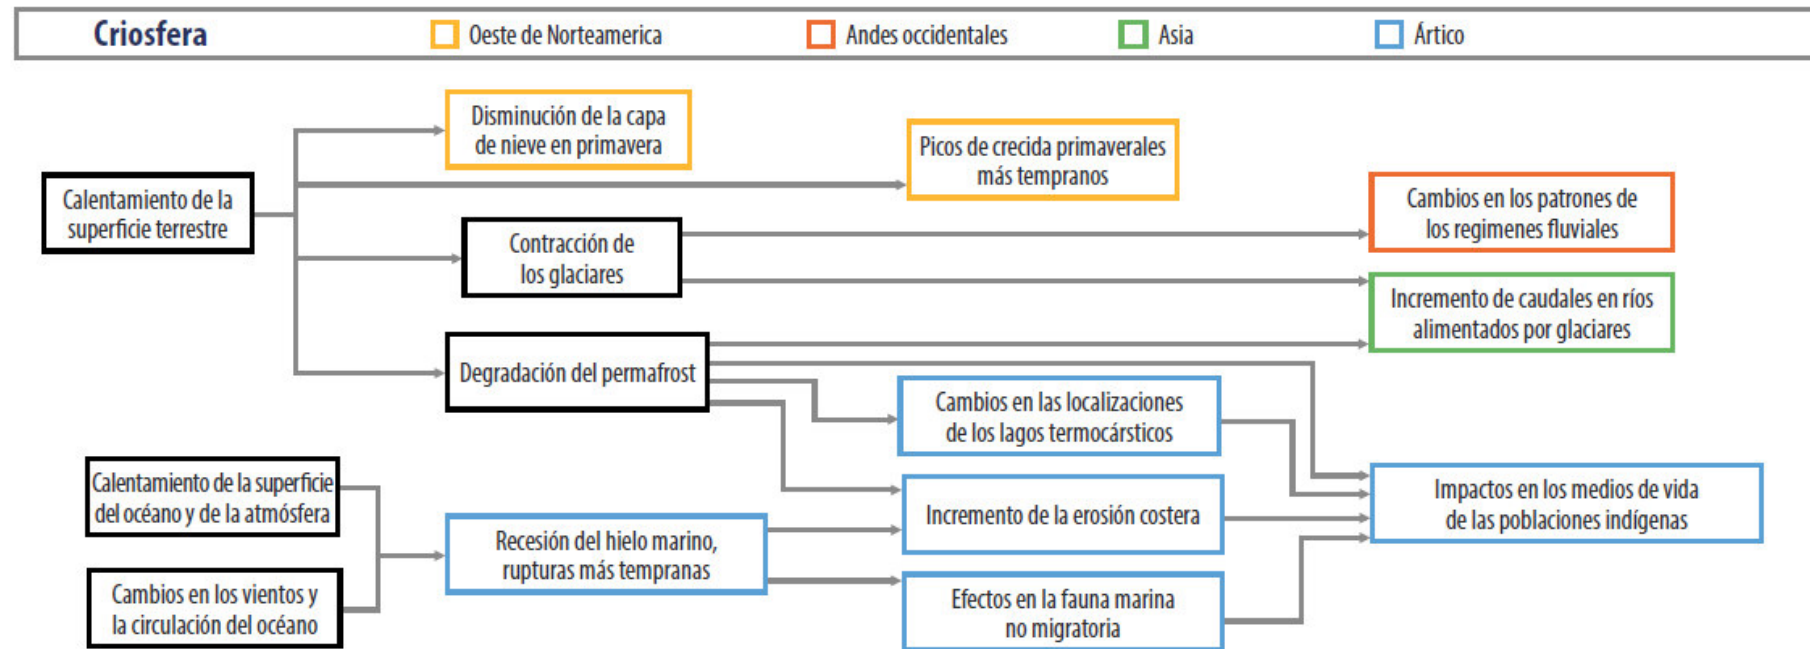 Criosfera
Oeste de Norteamerica
Andes occidentales
Asia
Ártico
Disminución de la capa
de nieve en primavera
Picos de crecida primaverales
más tempranos
Calentamiento de la
superficie terrestre
Cambios en los patrones de
los regimenes fluviales
Contracción de
los glaciares
Incremento de caudales en ríos
alimentados por glaciares
Degradación del permafrost
Cambios en las localizaciones
de los lagos termocársticos
Calentamiento de la superficie
del océano y de la atmósfera
Impactos en los medios de vida
de las poblaciones indígenas
Incremento de la erosión costera
Recesión del hielo marino,
rupturas más tempranas
Cambios en los vientos y
la circulación del océano
Efectos en la fauna marina
no migratoria